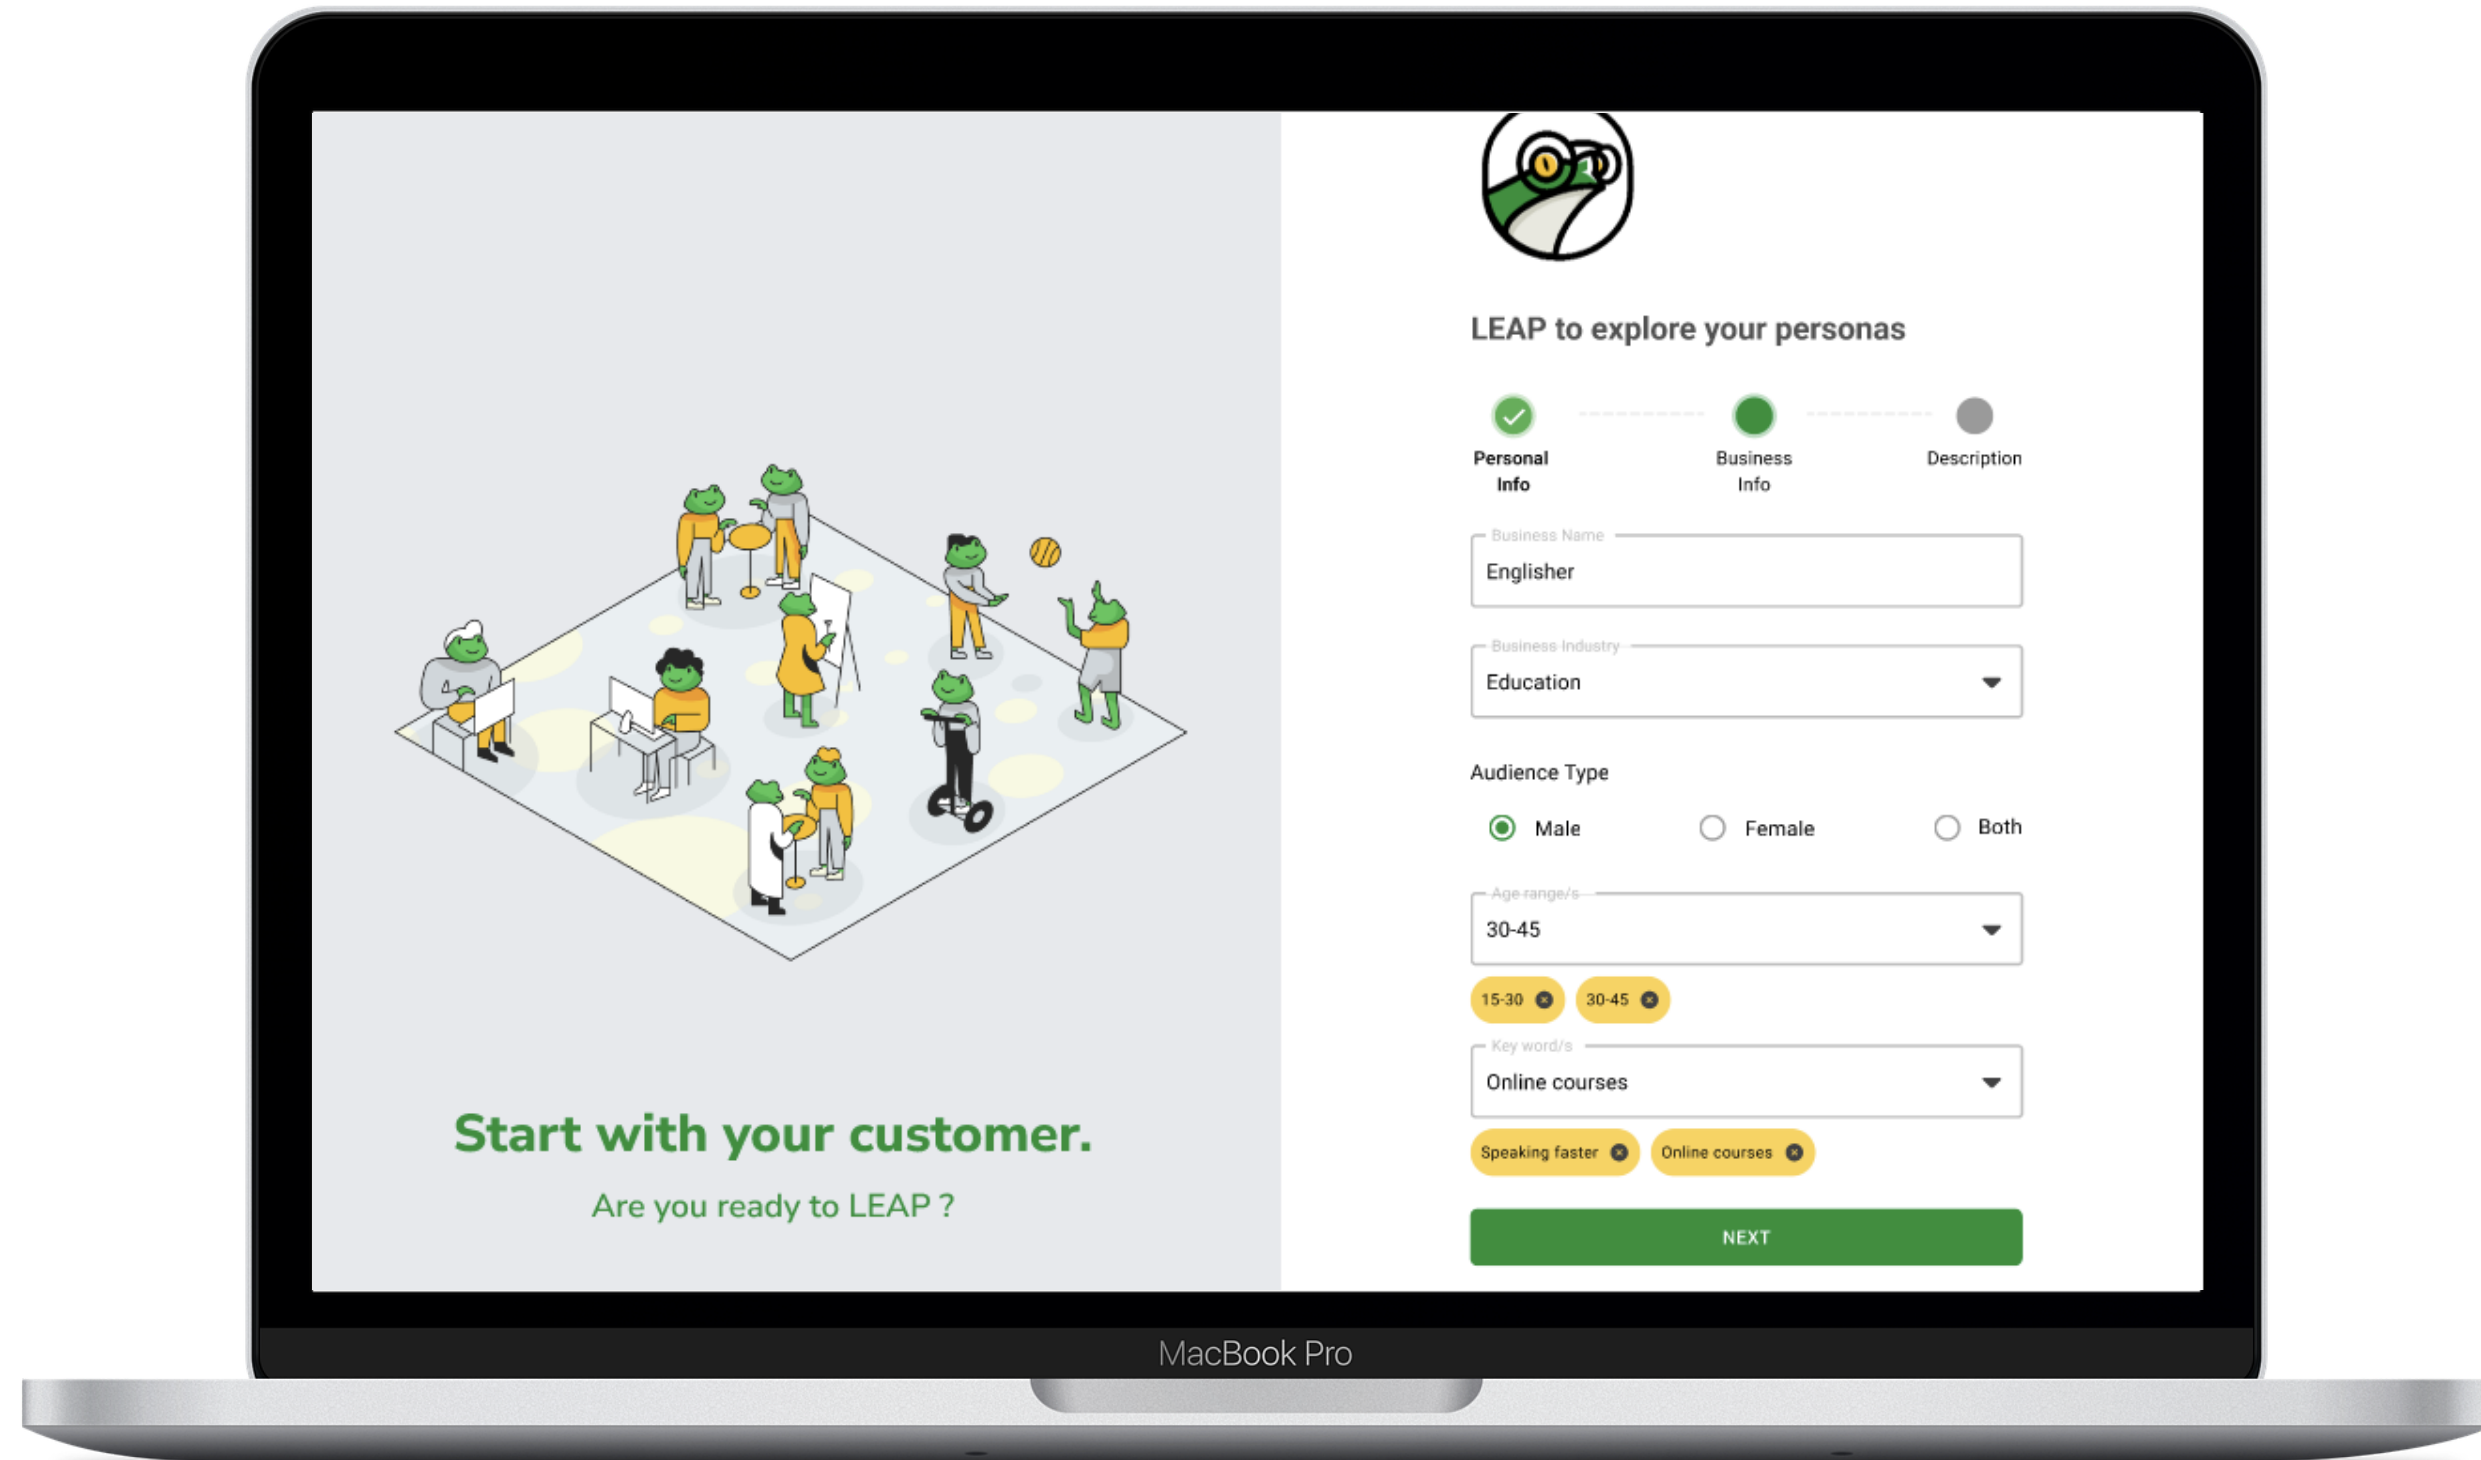 Start with your customer.
Are you ready to LEAP ?
LEAP to explore your personas
Personal
Info
Business
Info
Description
Business Name
Englisher
Business Industry
Education
Audience Type
Male Female Both
Age range/s
30-45
15-30 30-45
Key word/s
Online courses
Speaking faster Online courses
NEXT
MacBook Pro